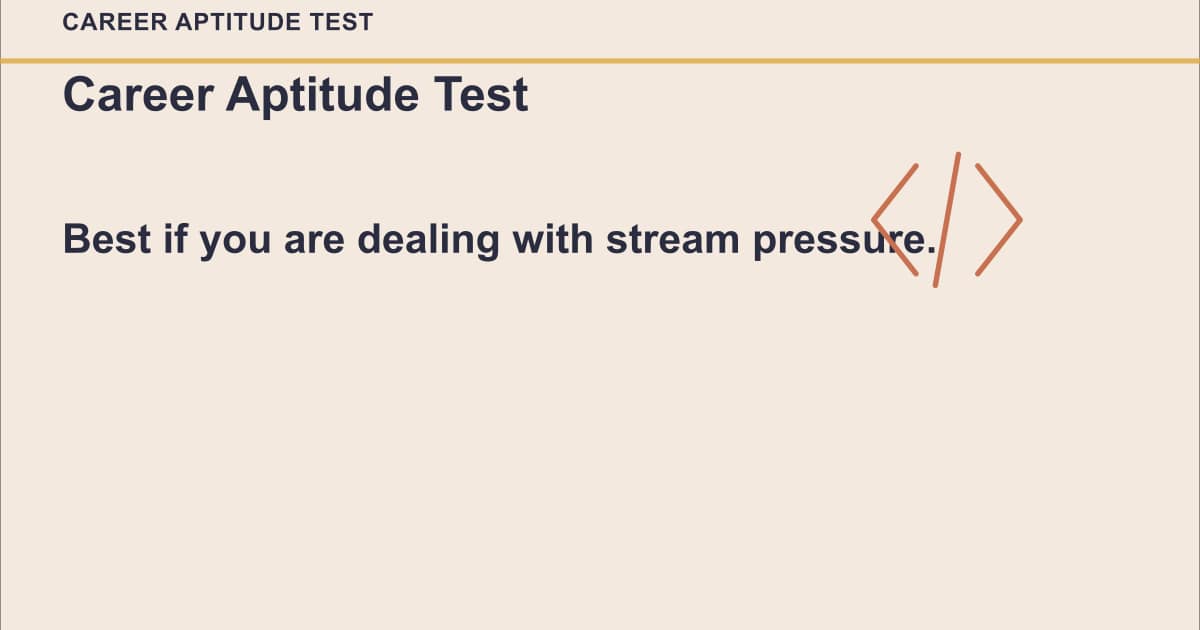 CAREER APTITUDE TEST
Career Aptitude Test
Best if you are dealing with stream pressure.